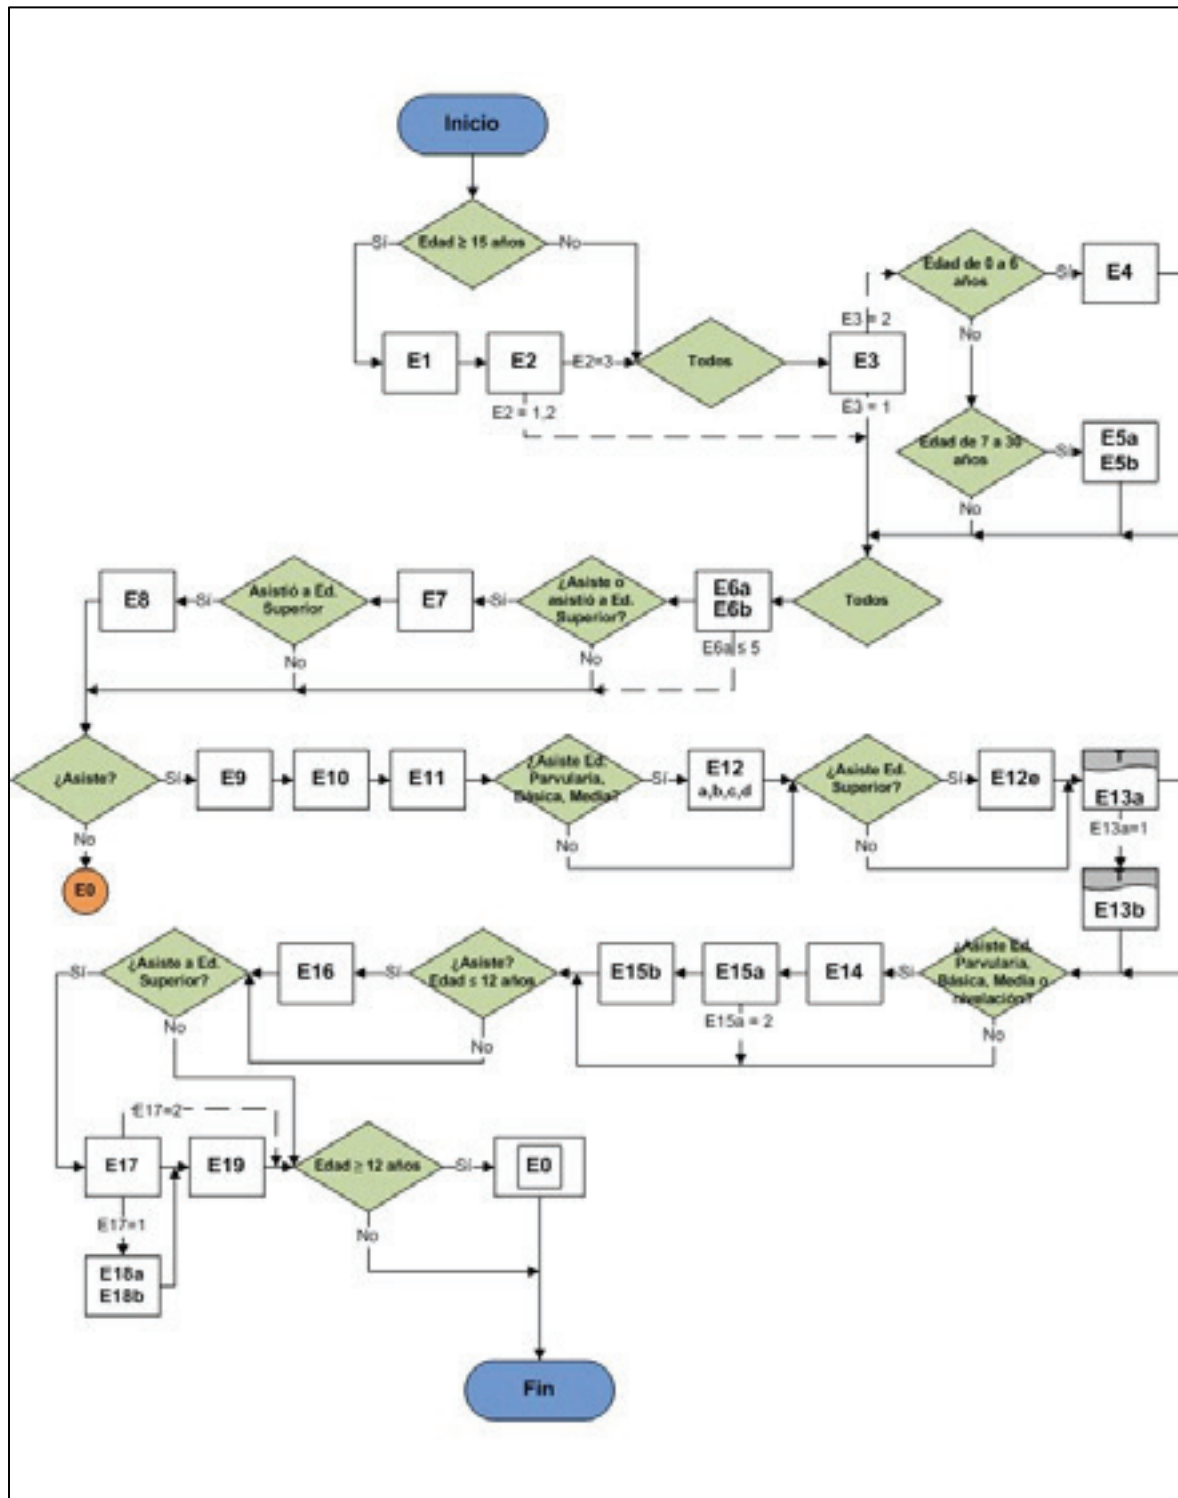 Inicio
Edad ≥ 15 años
Sí
No
Edad de 0 a 6
años
Sí
E4
E3 = 2
No
E1
E2
E2=3
Todos
E3
E2 = 1,2
E3 = 1
Edad de 7 a 30
años
Sí
E5a
E5b
No
E8
Sí
Asistió a Ed.
Superior
E7
Sí
¿Asiste o
asistió a Ed.
Superior?
E6a
E6b
Todos
No
No
E6a ≤ 5
¿Asiste?
Sí
E9
E10
E11
¿Asiste Ed.
Parvularia,
Básica, Media?
Sí
E12
a,b,c,d
¿Asiste Ed.
Superior?
Sí
E12e
T
E13a
No
No
No
E13a=1
E0
T
E13b
¿Asiste a Ed.
Superior?
Sí
E16
Sí
¿Asiste?
Edad ≤ 12 años
E15b
E15a
E14
Sí
¿Asiste Ed.
Parvularia,
Básica, Media o
nivelación?
No
No
E15a = 2
No
E17=2
E17
E19
Edad ≥ 12 años
Sí
E0
E17=1
No
E18a
E18b
Fin